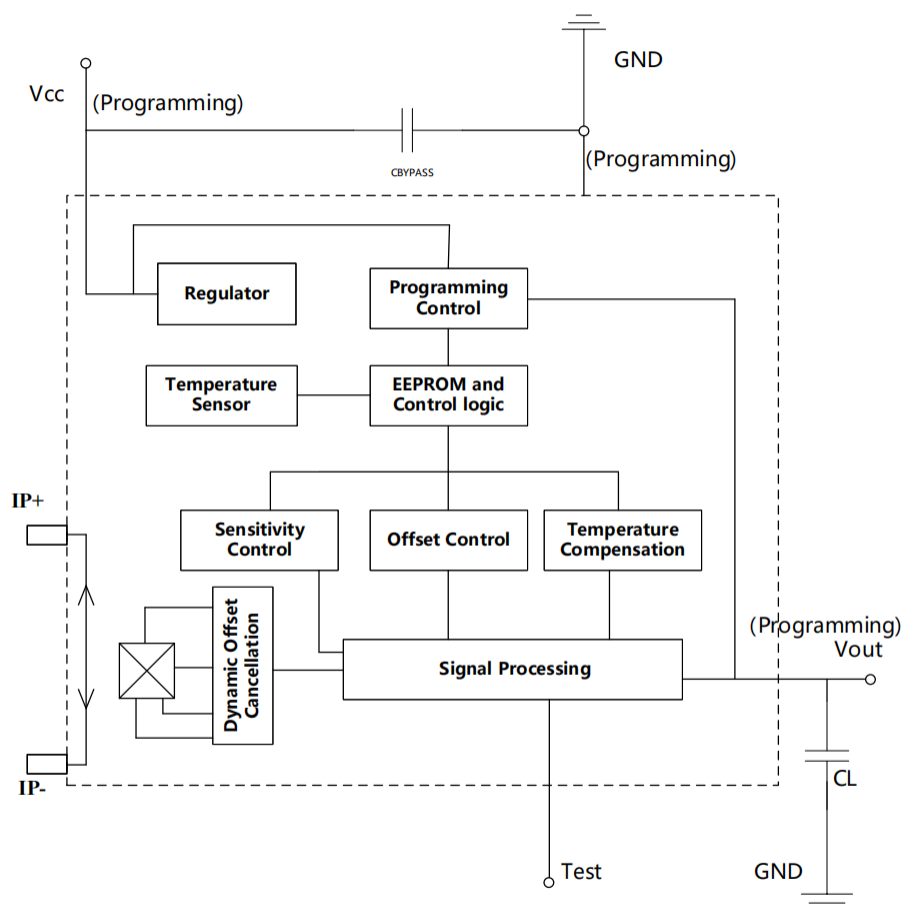 GND
Vcc
(Programming)
(Programming)
CBYPASS
Regulator
Programming
Control
Temperature
Sensor
EEPROM and
Control logic
IP+
Sensitivity
Control
Offset Control
Temperature
Compensation
Dynamic Offset
Cancellation
(Programming)
Vout
Signal Processing
IP-
CL
Test
GND